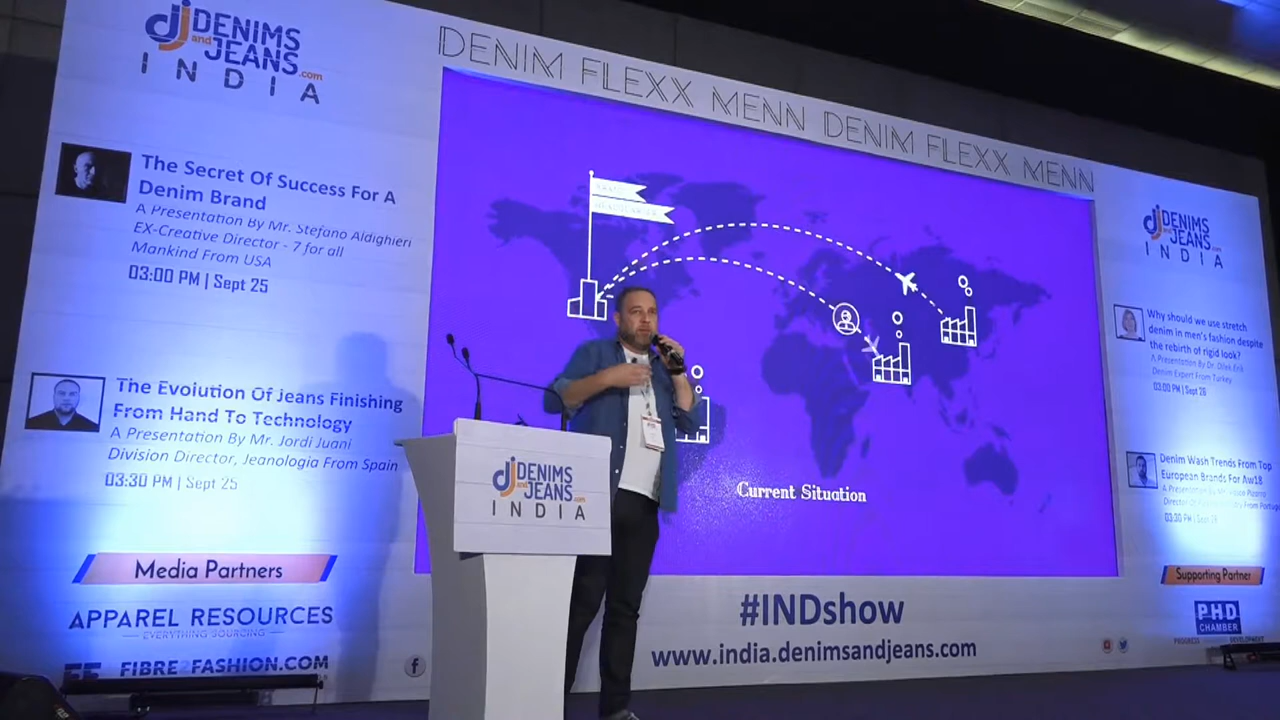 dj DENIMS
and JEANS.com
INDIA
The Secret Of Success For A
Denim Brand
A Presentation By Mr. Stefano Aldighieri
EX-Creative Director - 7 for all
Mankind From USA
03:00 PM | Sept 25
The Evolution Of Jeans Finishing
From Hand To Technology
A Presentation By Mr. Jordi Juani
Division Director, Jeanologia From Spain
03:30 PM | Sept 25
Media Partners
APPAREL RESOURCES
EVERYTHING SOURCING
FIBRE2FASHION.COM
DENIM FLEXX MENN DENIM FLEXX MENN
Current Situation
dj DENIMS
and JEANS.com
INDIA
#INDshow
www.india.denimsandjeans.com
dj DENIMS
and JEANS.com
INDIA
Why should we use stretch
denim in men's fashion despite
the rebirth of rigid look?
A Presentation By Dr. Dilek Erik
Denim Expert From Turkey
03:00 PM | Sept 26
Denim Wash Trends From Top
European Brands For Aw18
03:30 PM | Sept
Supporting Partner
PHD
CHAMBER